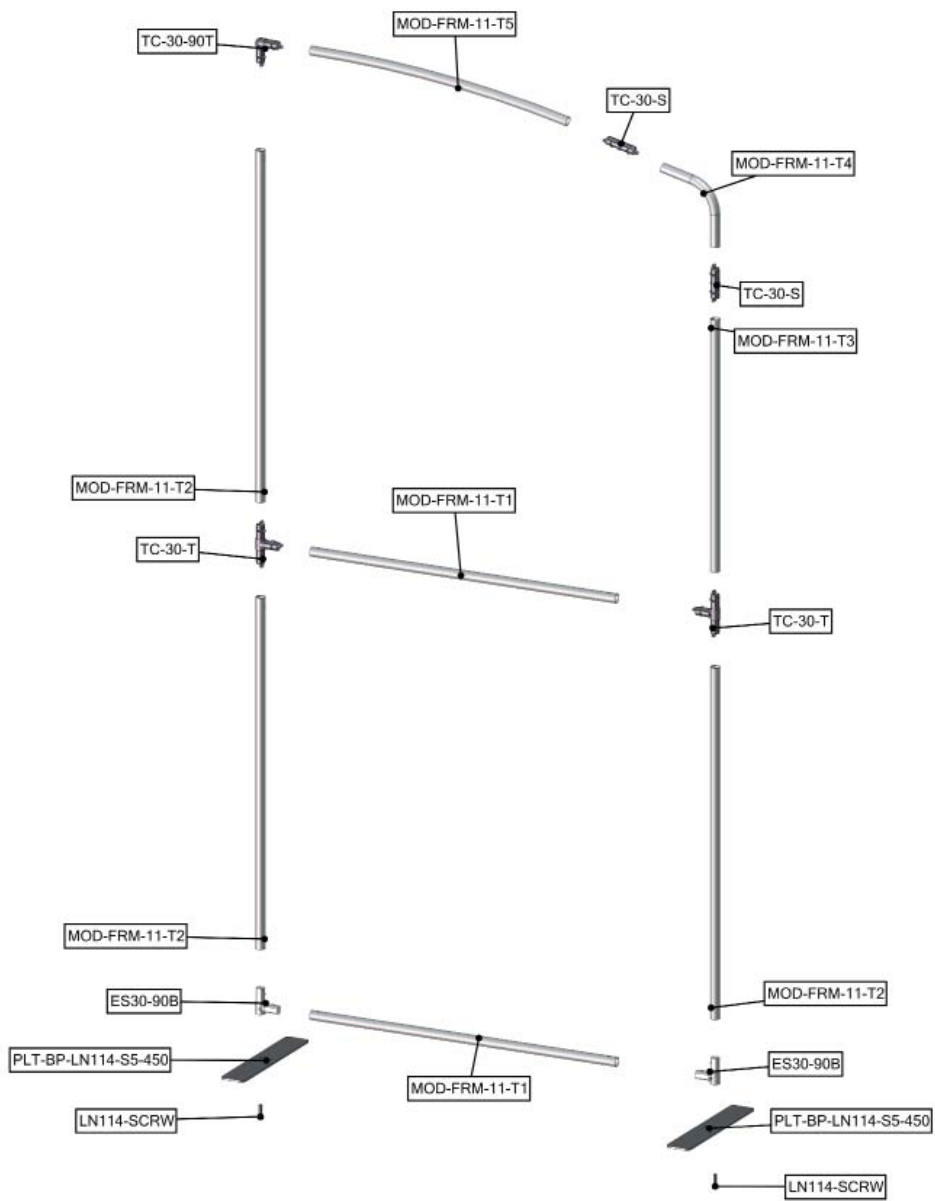 MOD-FRM-11-T5
TC-30-90T
TC-30-S
MOD-FRM-11-T4
TC-30-S
MOD-FRM-11-T3
MOD-FRM-11-T2
MOD-FRM-11-T1
TC-30-T
TC-30-T
MOD-FRM-11-T2
MOD-FRM-11-T2
ES30-90B
PLT-BP-LN114-S5-450
ES30-90B
MOD-FRM-11-T1
LN114-SCRW
PLT-BP-LN114-S5-450
LN114-SCRW